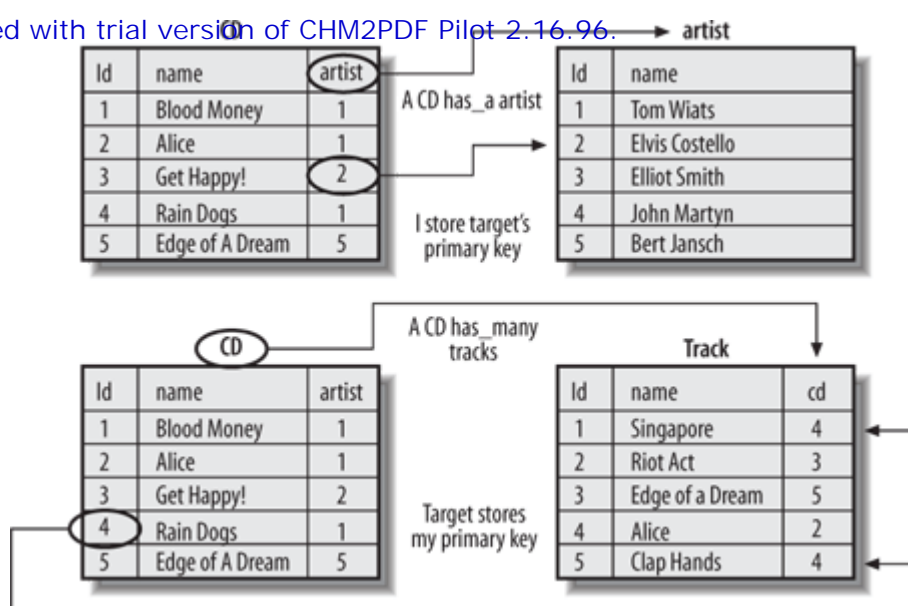 ed with trial version of CHM2PDF Pilot 2.16.96.
CD
artist
Id name artist
1 Blood Money 1
2 Alice 1
3 Get Happy! 2
4 Rain Dogs 1
5 Edge of A Dream 5
A CD has_a artist
I store target's
primary key
Id name
1 Tom Wiats
2 Elvis Costello
3 Elliot Smith
4 John Martyn
5 Bert Jansch
CD
A CD has_many
tracks
Track
Id name artist
1 Blood Money 1
2 Alice 1
3 Get Happy! 2
4 Rain Dogs 1
5 Edge of A Dream 5
Target stores
my primary key
Id name cd
1 Singapore 4
2 Riot Act 3
3 Edge of a Dream 5
4 Alice 2
5 Clap Hands 4